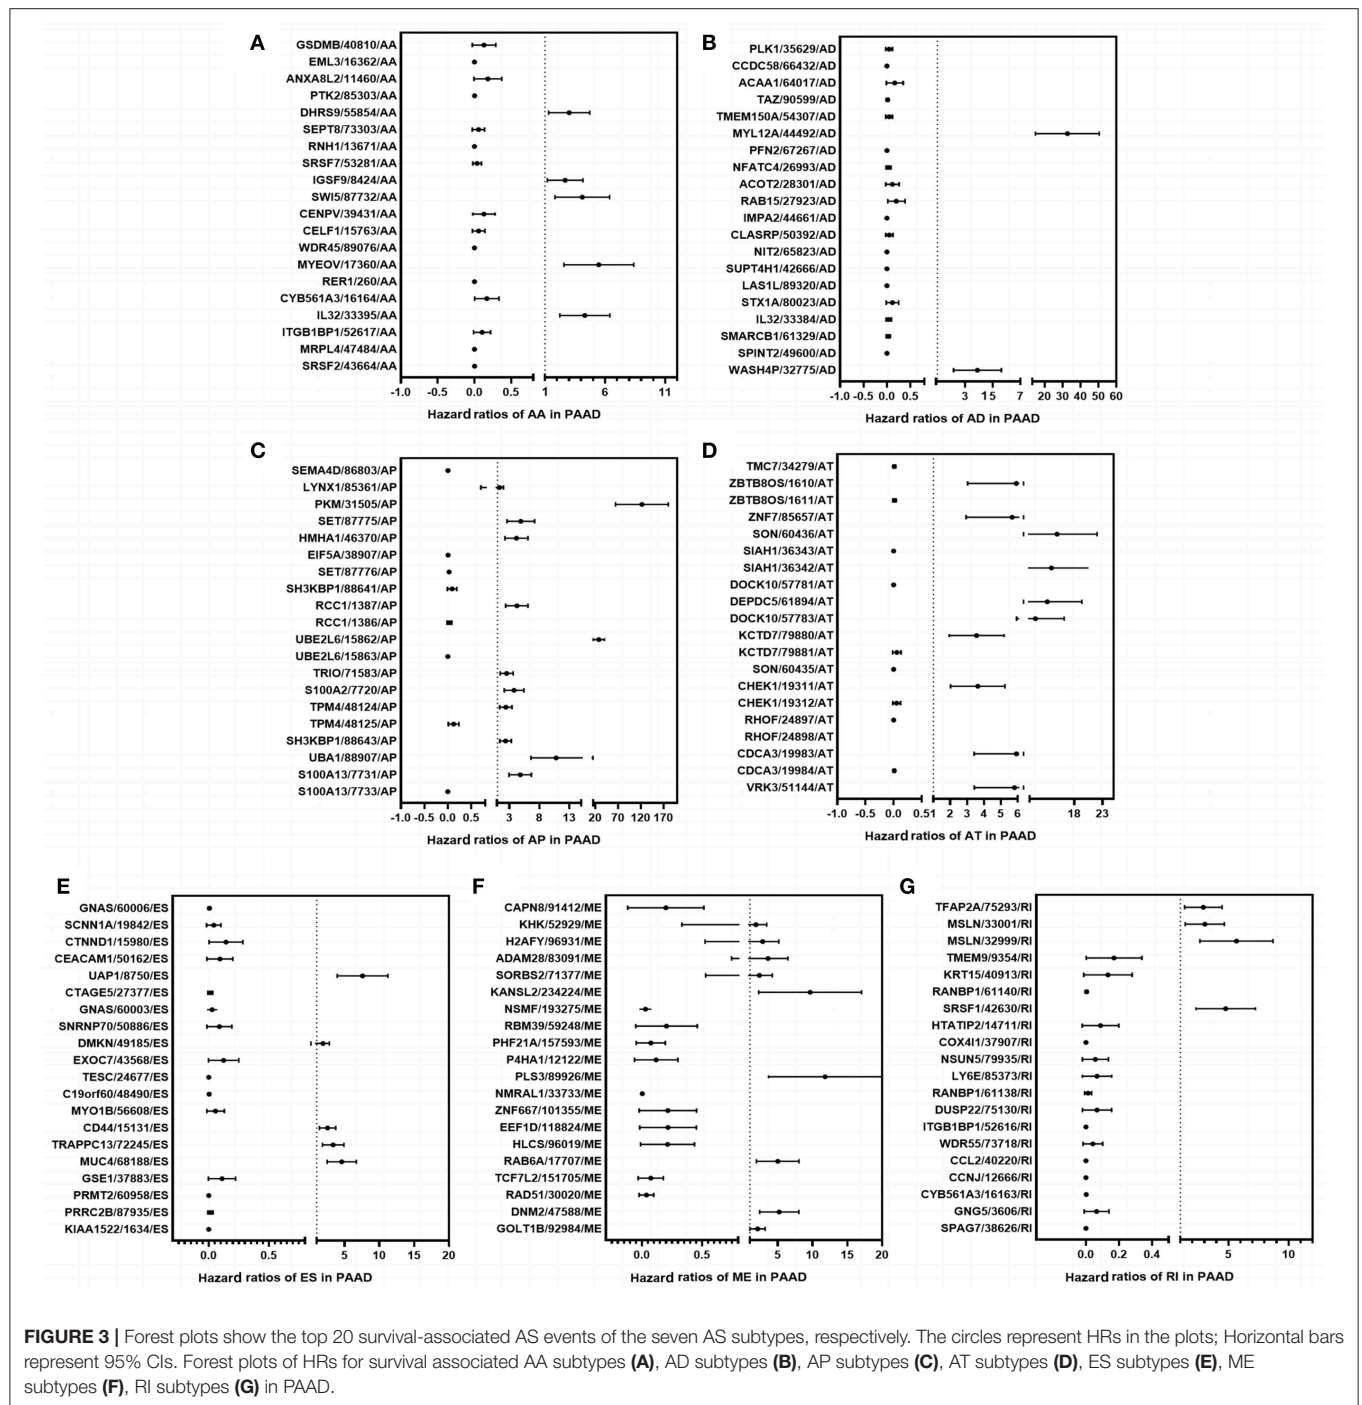 A
GSDMB/40810/AA
EML3/16362/AA
ANXA8L2/11460/AA
PTK2/85303/AA
DHRS9/55854/AA
SEPT8/73303/AA
RNH1/13671/AA
SRSF7/53281/AA
IGSF9/8424/AA
SWI5/87732/AA
CENPV/39431/AA
CELF1/15763/AA
WDR45/89076/AA
MYEOV/17360/AA
RER1/260/AA
CYB561A3/16164/AA
IL32/33395/AA
ITGB1BP1/52617/AA
MRPL4/47484/AA
SRSF2/43664/AA
-1.0 -0.5 0.0 0.5 1 6 11
Hazard ratios of AA in PAAD
B
PLK1/35629/AD
CCDC58/66432/AD
ACAA1/64017/AD
TAZ/90599/AD
TMEM150A/54307/AD
MYL12A/44492/AD
PFN2/67267/AD
NFATC4/26993/AD
ACOT2/28301/AD
RAB15/27923/AD
IMPA2/44661/AD
CLASRP/50392/AD
NIT2/65823/AD
SUPT4H1/42666/AD
LAS1L/89320/AD
STX1A/80023/AD
IL32/33384/AD
SMARCB1/61329/AD
SPINT2/49600/AD
WASH4P/32775/AD
-1.0 -0.5 0.0 0.5 3 15 7 20 30 40 50 60
Hazard ratios of AD in PAAD
C
SEMA4D/86803/AP
LYNX1/85361/AP
PKM/31505/AP
SET/87775/AP
HMHA1/46370/AP
EIF5A/38907/AP
SET/87776/AP
SH3KBP1/88641/AP
RCC1/1387/AP
RCC1/1386/AP
UBE2L6/15862/AP
UBE2L6/15863/AP
TRIO/71583/AP
S100A2/7720/AP
TPM4/48124/AP
TPM4/48125/AP
SH3KBP1/88643/AP
UBA1/88907/AP
S100A13/7731/AP
S100A13/7733/AP
-1.0 -0.5 0.0 0.5 3 8 13 20 70 120 170
Hazard ratios of AP in PAAD
D
TMC7/34279/AT
ZBTB8OS/1610/AT
ZBTB8OS/1611/AT
ZNF7/85657/AT
SON/60436/AT
SIAH1/36343/AT
SIAH1/36342/AT
DOCK10/57781/AT
DEPDC5/61894/AT
DOCK10/57783/AT
KCTD7/79880/AT
KCTD7/79881/AT
SON/60435/AT
CHEK1/19311/AT
CHEK1/19312/AT
RHOF/24897/AT
RHOF/24898/AT
CDCA3/19983/AT
CDCA3/19984/AT
VRK3/51144/AT
-1.0 -0.5 0.0 0.51 2 3 4 5 6 18 23
Hazard ratios of AT in PAAD
E
GNAS/60006/ES
SCNN1A/19842/ES
CTNND1/15980/ES
CEACAM1/50162/ES
UAP1/8750/ES
CTAGE5/27377/ES
GNAS/60003/ES
SNRNP70/50886/ES
DMKN/49185/ES
EXOC7/43568/ES
TESC/24677/ES
C19orf60/48490/ES
MYO1B/56608/ES
CD44/15131/ES
TRAPPC13/72245/ES
MUC4/68188/ES
GSE1/37883/ES
PRMT2/60958/ES
PRRC2B/87935/ES
KIAA1522/1634/ES
0.0 0.5 5 10 15 20
Hazard ratios of ES in PAAD
F
CAPN8/91412/ME
KHK/52929/ME
H2AFY/96931/ME
ADAM28/83091/ME
SORBS2/71377/ME
KANSL2/234224/ME
NSMF/193275/ME
RBM39/59248/ME
PHF21A/157593/ME
P4HA1/12122/ME
PLS3/89926/ME
NMRAL1/33733/ME
ZNF667/101355/ME
EEF1D/118824/ME
HLCS/96019/ME
RAB6A/17707/ME
TCF7L2/151705/ME
RAD51/30020/ME
DNM2/47588/ME
GOLT1B/92984/ME
0.0 0.5 5 10 15 20
Hazard ratios of ME in PAAD
G
TFAP2A/75293/RI
MSLN/33001/RI
MSLN/32999/RI
TMEM9/9354/RI
KRT15/40913/RI
RANBP1/61140/RI
SRSF1/42630/RI
HTATIP2/14711/RI
COX4I1/37907/RI
NSUN5/79935/RI
LY6E/85373/RI
RANBP1/61138/RI
DUSP22/75130/RI
ITGB1BP1/52616/RI
WDR55/73718/RI
CCL2/40220/RI
CCNJ/12666/RI
CYB561A3/16163/RI
GNG5/3606/RI
SPAG7/38626/RI
0.0 0.2 0.4 5 10
Hazard ratios of RI in PAAD
FIGURE 3 | Forest plots show the top 20 survival-associated AS events of the seven AS subtypes, respectively. The circles represent HRs in the plots; Horizontal bars
represent 95% CIs. Forest plots of HRs for survival associated AA subtypes (A), AD subtypes (B), AP subtypes (C), AT subtypes (D), ES subtypes (E), ME
subtypes (F), RI subtypes (G) in PAAD.